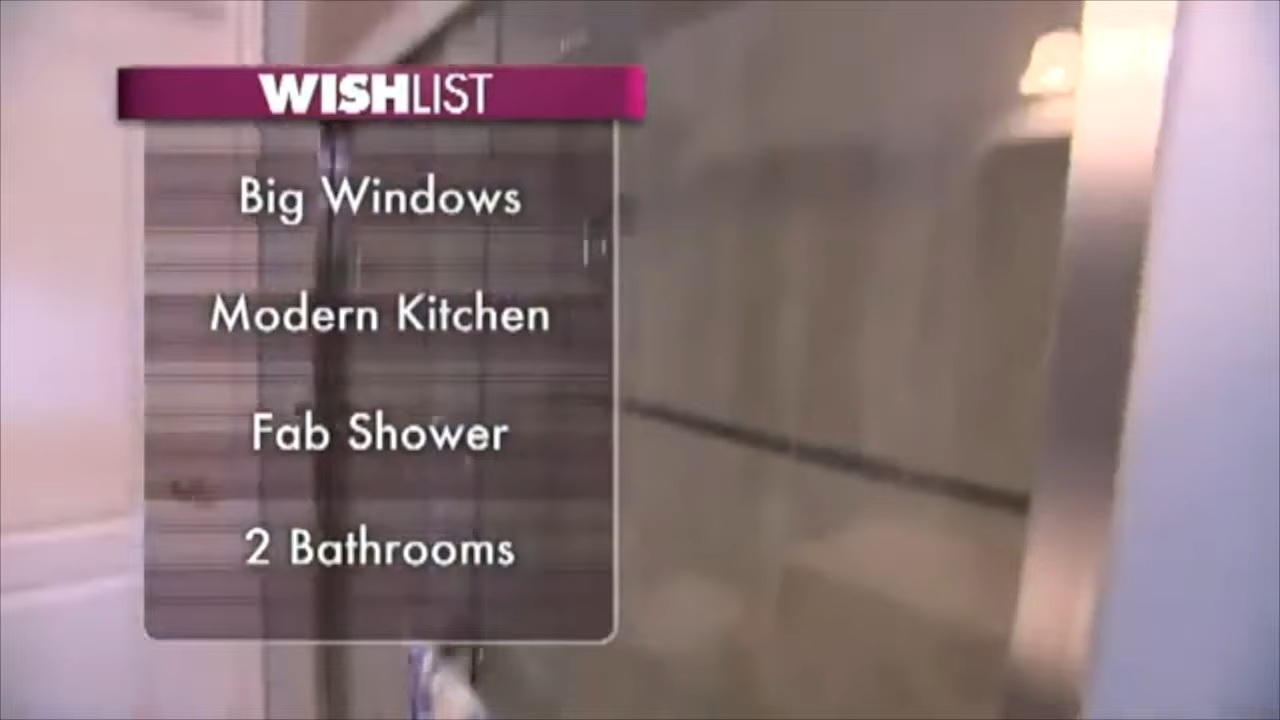 WISHLIST
Big Windows
Modern Kitchen
Fab Shower
2 Bathrooms